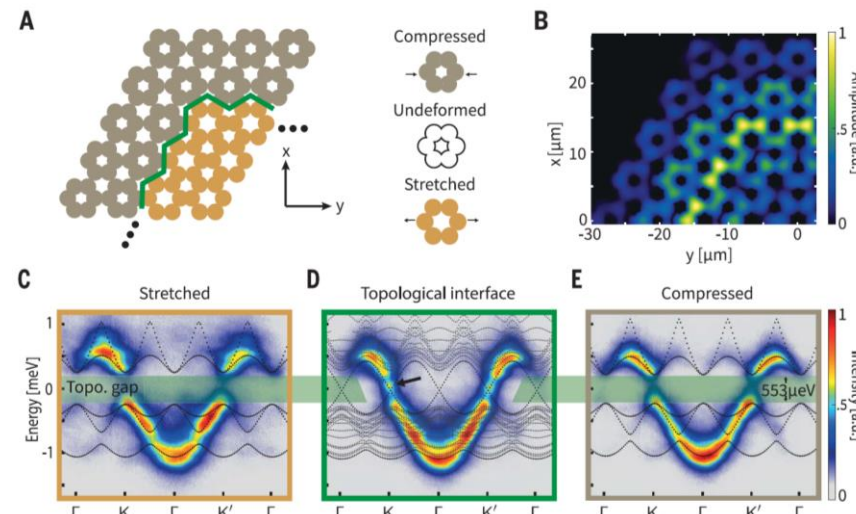 A
Compressed
Undeformed
Stretched
x
y
B
x [μm]
20
10
0
-30
-20
-10
0
y [μm]
1
.5
0
C
Stretched
D
Topological interface
E
Compressed
Energy [meV]
1
0
-1
Topo. gap
553μeV
1
.5
0
K
K′
K
K′
K
K′